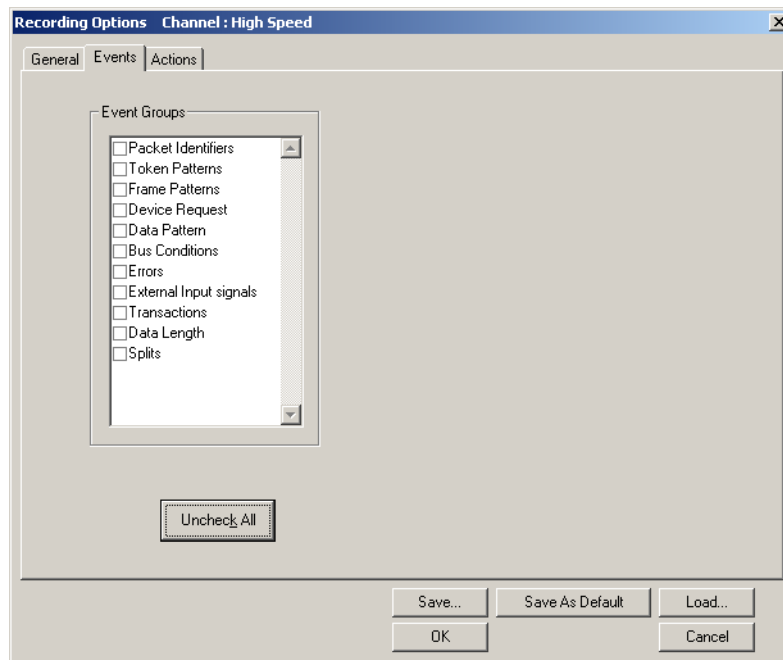 Recording Options Channel : High Speed
General Events Actions
Event Groups
Packet Identifiers
Token Patterns
Frame Patterns
Device Request
Data Pattern
Bus Conditions
Errors
External Input signals
Transactions
Data Length
Splits
Uncheck All
Save... Save As Default Load...
OK Cancel